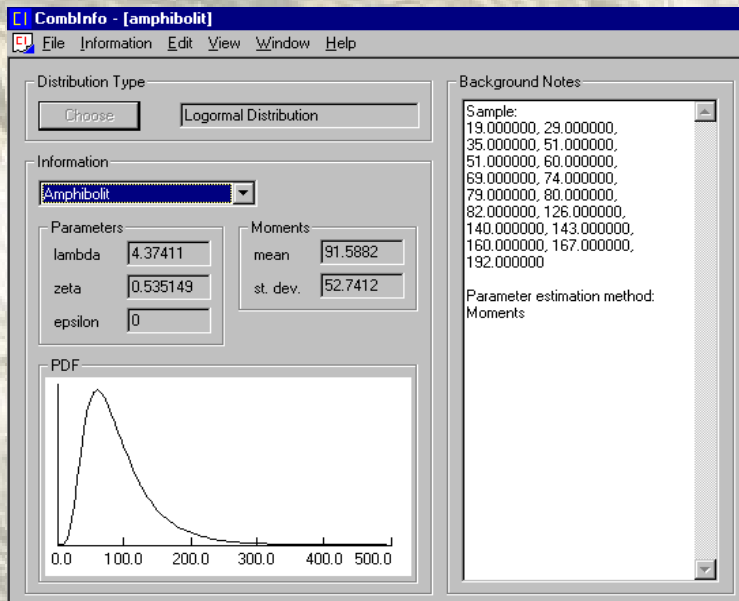 CI CombInfo - [amphibolit]
CI File Information Edit View Window Help
Distribution Type
Choose Logormal Distribution
Information
Amphibolit
Parameters
lambda 4.37411
zeta 0.535149
epsilon 0
Moments
mean 91.5882
st. dev. 52.7412
PDF
0.0 100.0 200.0 300.0 400.0 500.0
Background Notes
Sample:
19.000000, 29.000000,
35.000000, 51.000000,
51.000000, 60.000000,
69.000000, 74.000000,
79.000000, 80.000000,
82.000000, 126.000000,
140.000000, 143.000000,
160.000000, 167.000000,
192.000000
Parameter estimation method:
Moments